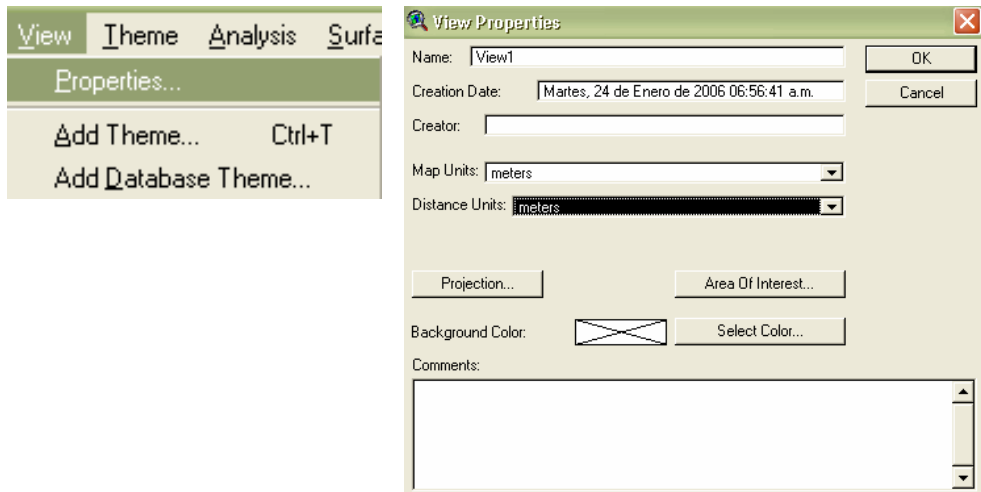 View Theme Analysis Surfa
Properties...
Add Theme... Ctrl+T
Add Database Theme...
View Properties
Name: View1
OK
Creation Date: Martes, 24 de Enero de 2006 06:56:41 a.m.
Cancel
Creator:
Map Units: meters
Distance Units: meters
Projection... Area Of Interest...
Background Color: Select Color...
Comments: